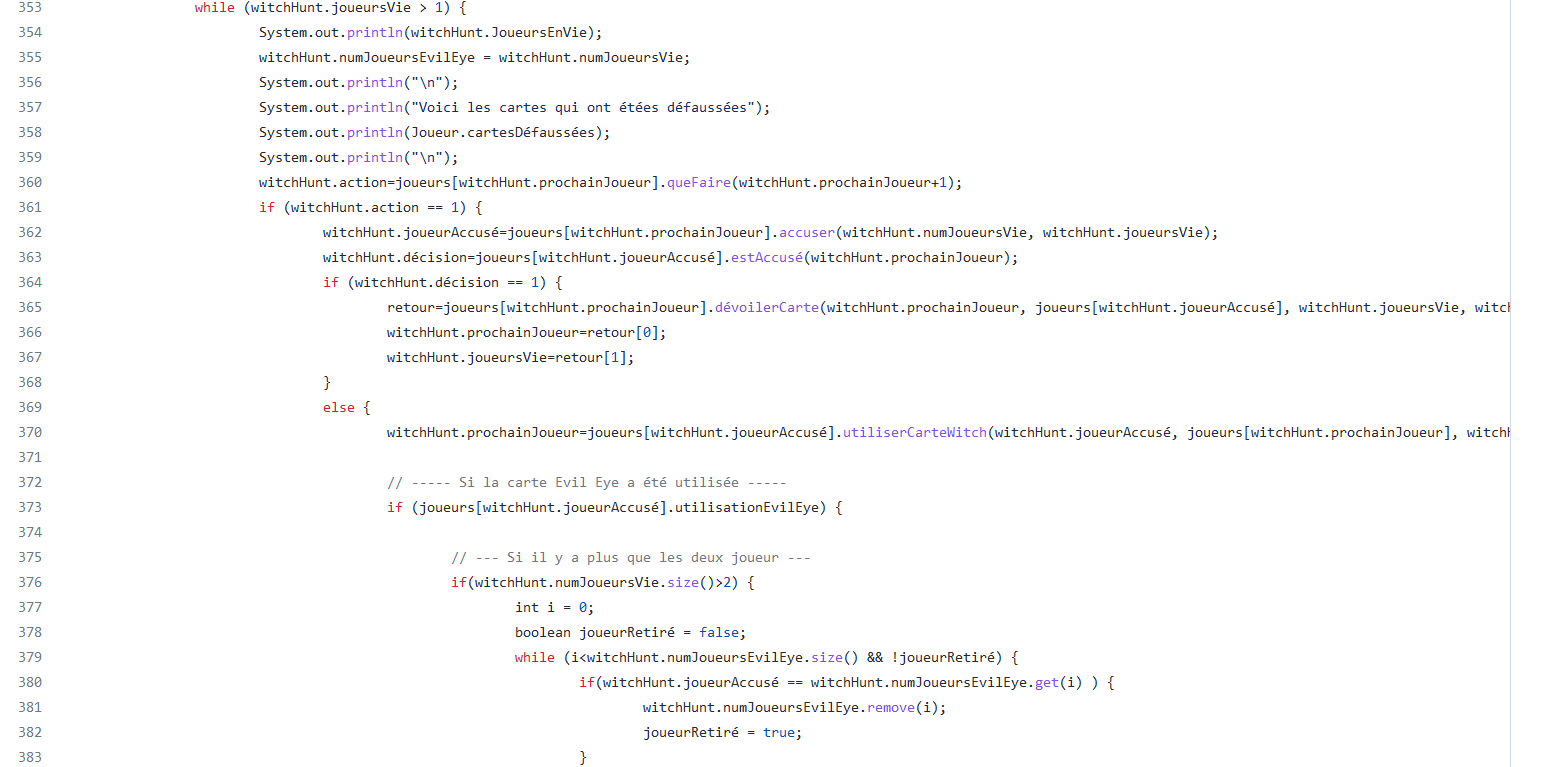 353 while (witchHunt.joueursVie > 1) {
354 System.out.println(witchHunt.JoueursEnVie);
355 witchHunt.numJoueursEvilEye = witchHunt.numJoueursVie;
356 System.out.println("\n");
357 System.out.println("Voici les cartes qui ont étées défaussées");
358 System.out.println(Joueur.cartesDéfaussées);
359 System.out.println("\n");
360 witchHunt.action=joueurs[witchHunt.prochainJoueur].queFaire(witchHunt.prochainJoueur+1);
361 if (witchHunt.action == 1) {
362 witchHunt.joueurAccusé=joueurs[witchHunt.prochainJoueur].accuser(witchHunt.numJoueursVie, witchHunt.joueursVie);
363 witchHunt.décision=joueurs[witchHunt.joueurAccusé].estAccusé(witchHunt.prochainJoueur);
364 if (witchHunt.décision == 1) {
365 retour=joueurs[witchHunt.prochainJoueur].dévoilerCarte(witchHunt.prochainJoueur, joueurs[witchHunt.joueurAccusé], witchHunt.joueursVie, witch
366 witchHunt.prochainJoueur=retour[0];
367 witchHunt.joueursVie=retour[1];
368 }
369 else {
370 witchHunt.prochainJoueur=joueurs[witchHunt.joueurAccusé].utiliserCarteWitch(witchHunt.joueurAccusé, joueurs[witchHunt.prochainJoueur], witch
371
372 // ----- Si la carte Evil Eye a été utilisée -----
373 if (joueurs[witchHunt.joueurAccusé].utilisationEvilEye) {
374
375 // --- Si il y a plus que les deux joueur ---
376 if(witchHunt.numJoueursVie.size()>2) {
377 int i = 0;
378 boolean joueurRetiré = false;
379 while (i<witchHunt.numJoueursEvilEye.size() && !joueurRetiré) {
380 if(witchHunt.joueurAccusé == witchHunt.numJoueursEvilEye.get(i) ) {
381 witchHunt.numJoueursEvilEye.remove(i);
382 joueurRetiré = true;
383 }